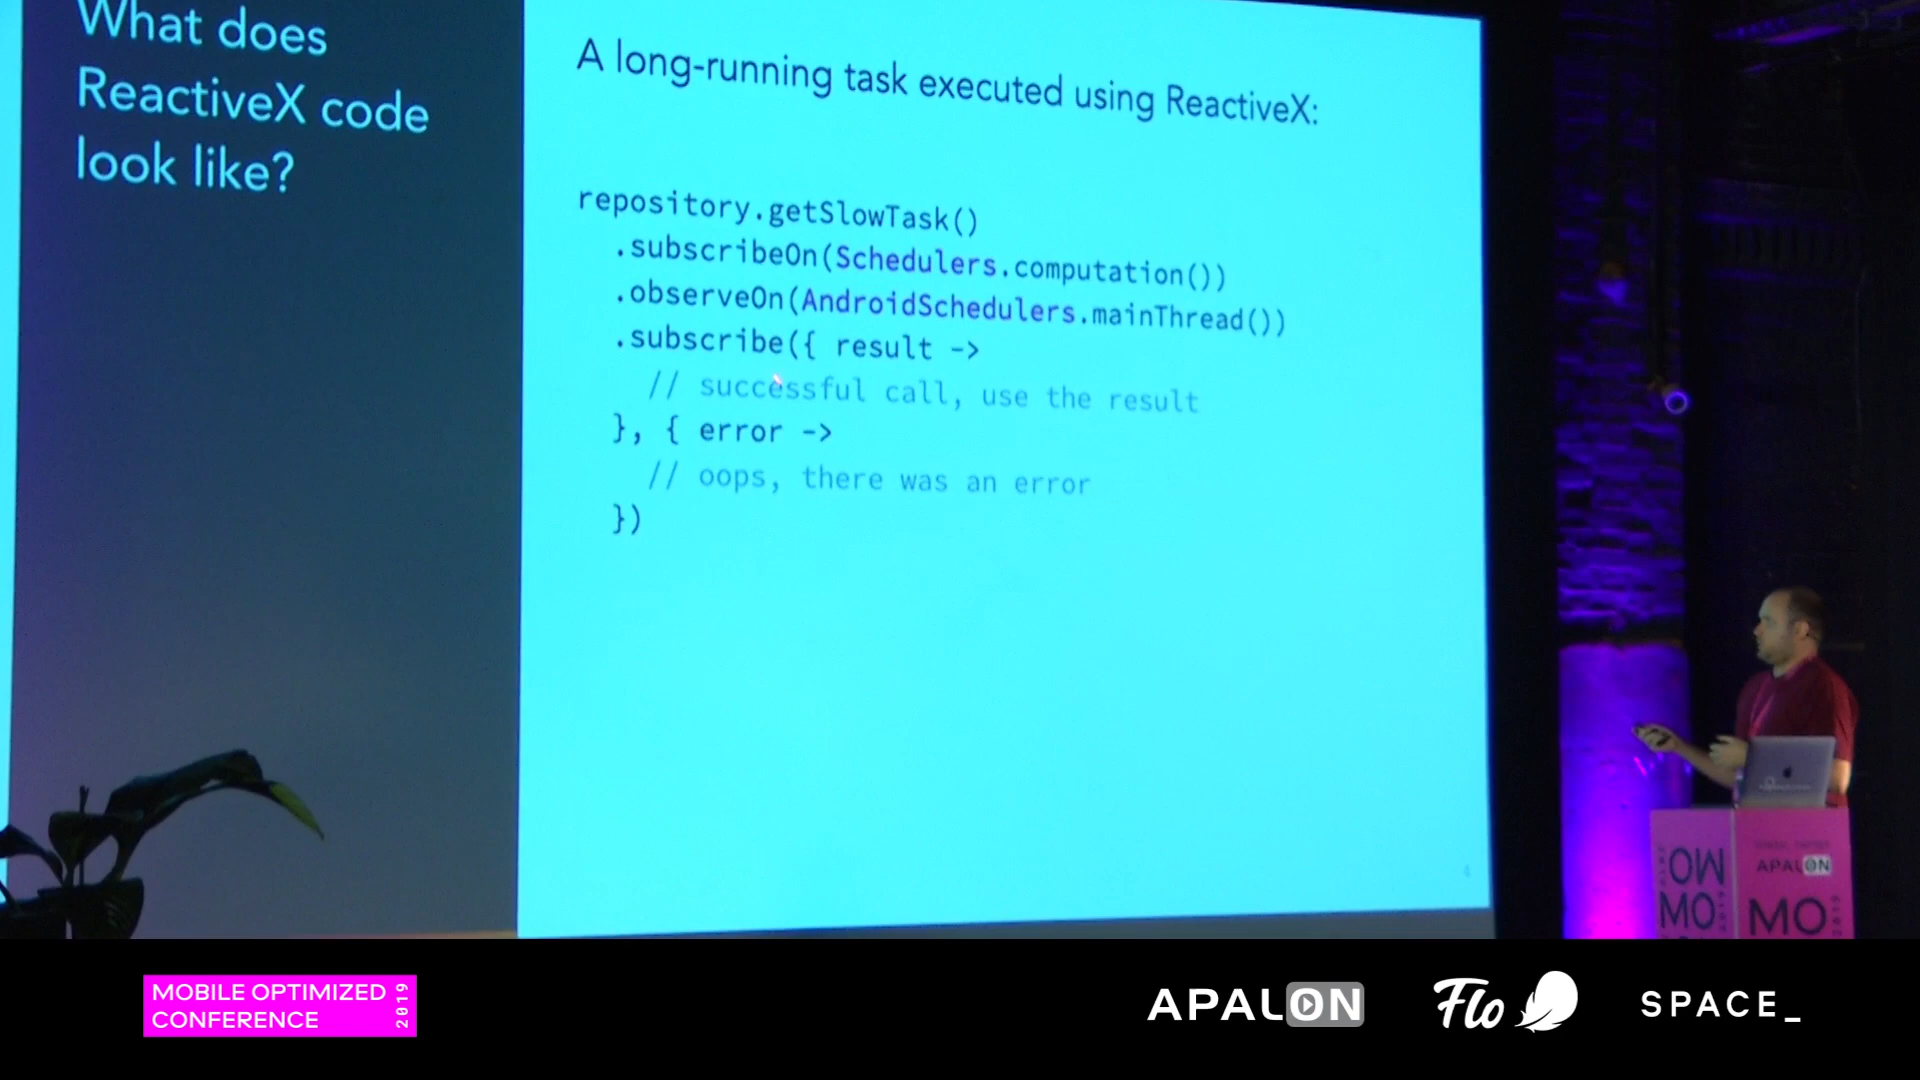 What does
ReactiveX code
look like?
A long-running task executed using ReactiveX:
repository.getSlowTask()
.subscribeOn(Schedulers.computation())
.observeOn(AndroidSchedulers.mainThread())
.subscribe({ result ->
// successful call, use the result
}, { error ->
// oops, there was an error
})
4
APALON
MO
2019
MOBILE OPTIMIZED
CONFERENCE
2019
APALON
Flo
SPACE_